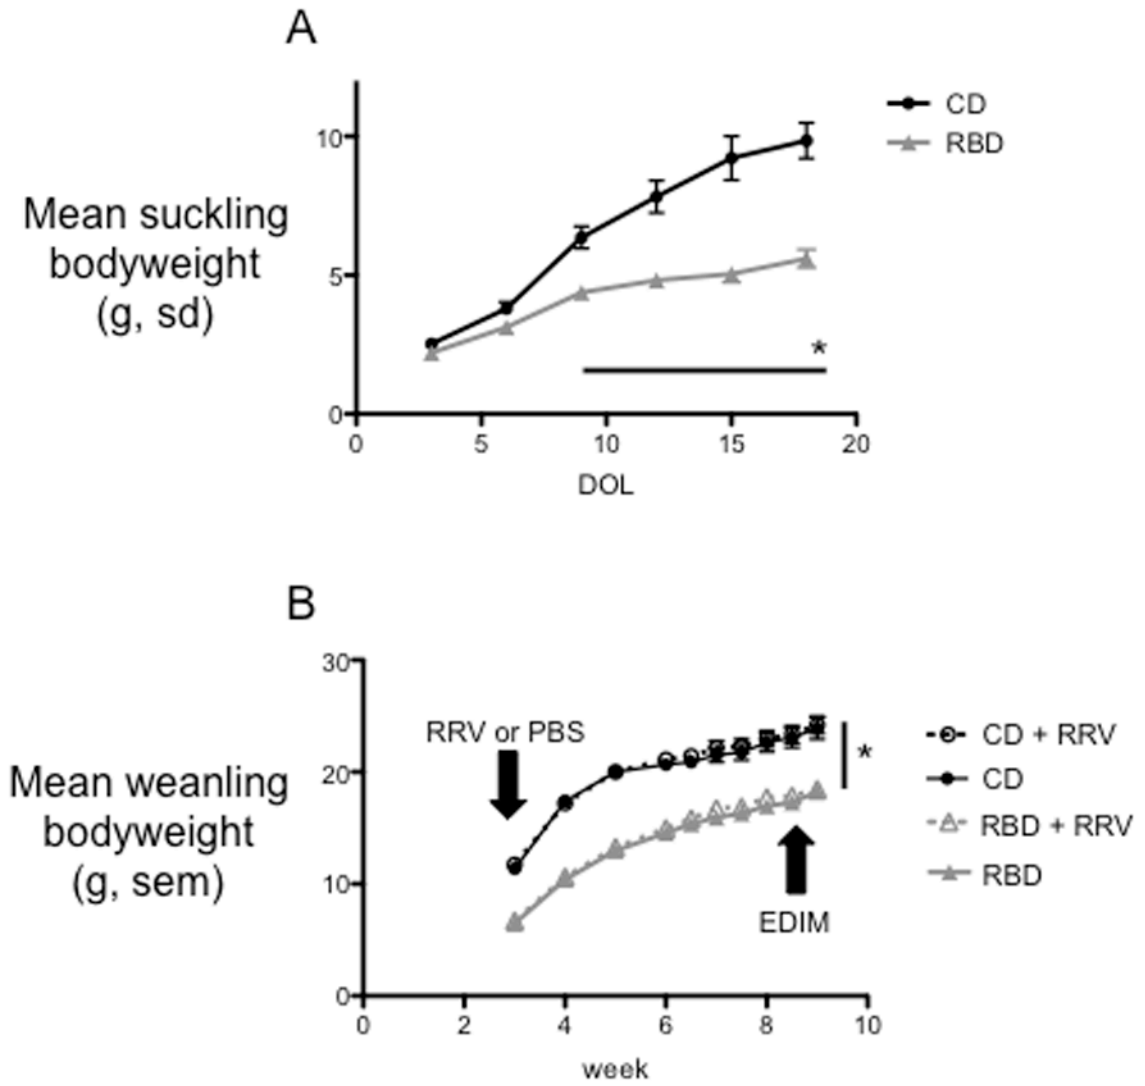 A
CD
RBD
Mean suckling
bodyweight
(g, sd)
10
5
0
*
0 5 10 15 20
DOL
B
30
20
10
0
RRV or PBS
Mean weanling
bodyweight
(g, sem)
*
CD + RRV
CD
RBD + RRV
RBD
EDIM
0 2 4 6 8 10
week